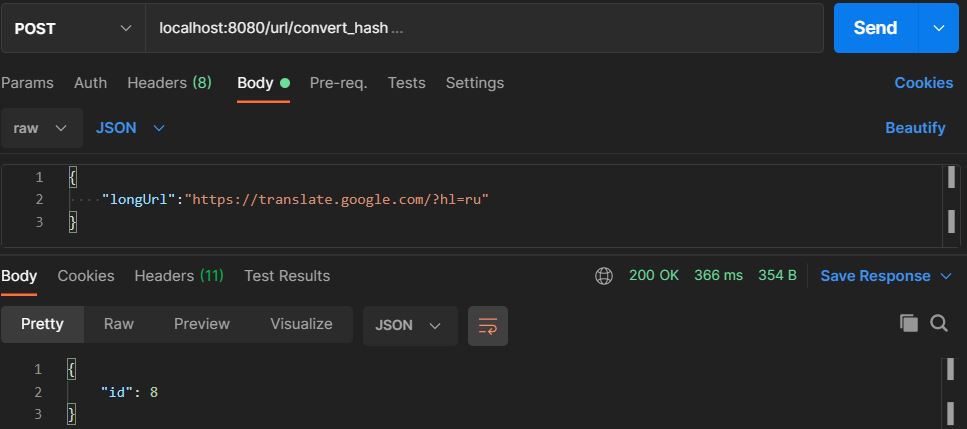 POST localhost:8080/url/convert_hash ... Send
Params Auth Headers (8) Body Pre-req. Tests Settings Cookies
raw JSON Beautify
1 {
2 "longUrl":"https://translate.google.com/?hl=ru"
3 }
Body Cookies Headers (11) Test Results 200 OK 366 ms 354 B Save Response
Pretty Raw Preview Visualize JSON
1 {
2 "id": 8
3 }